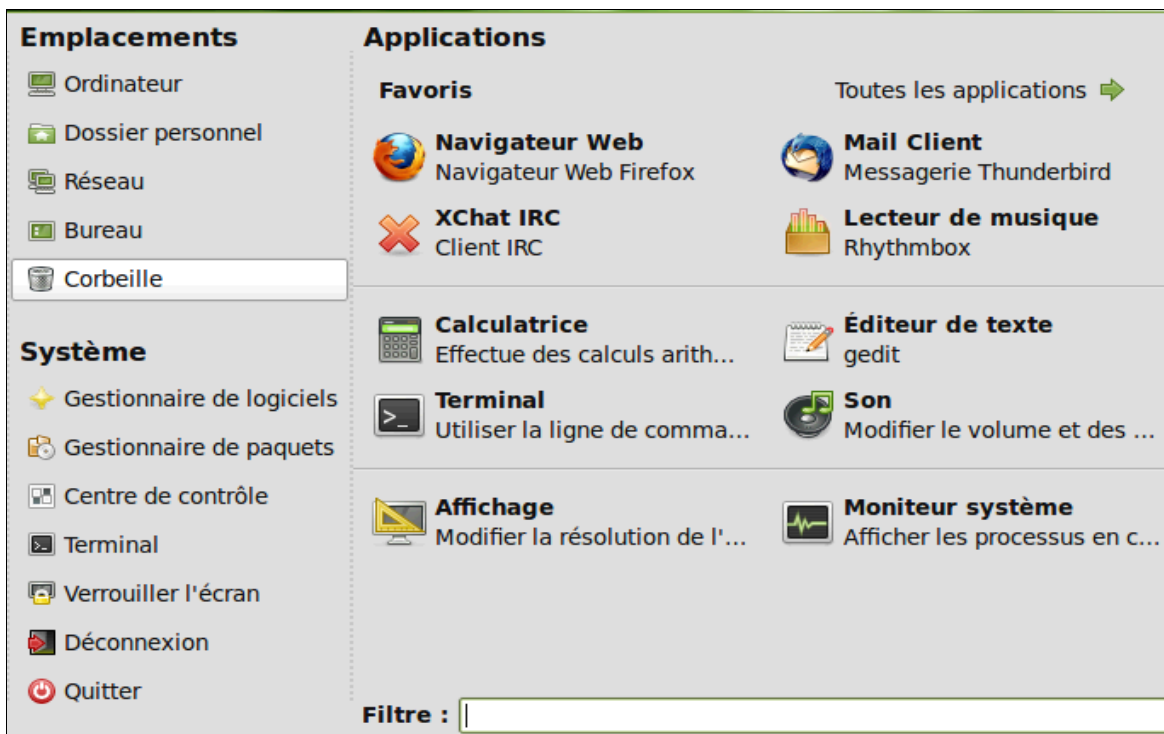 Emplacements
Ordinateur
Dossier personnel
Réseau
Bureau
Corbeille
Système
Gestionnaire de logiciels
Gestionnaire de paquets
Centre de contrôle
Terminal
Verrouiller l'écran
Déconnexion
Quitter
Applications
Favoris
Toutes les applications
Navigateur Web
Navigateur Web Firefox
Mail Client
Messagerie Thunderbird
XChat IRC
Client IRC
Lecteur de musique
Rhythmbox
Calculatrice
Effectue des calculs arith...
Éditeur de texte
gedit
Terminal
Utiliser la ligne de comma...
Son
Modifier le volume et des ...
Affichage
Modifier la résolution de l'...
Moniteur système
Afficher les processus en c...
Filtre :